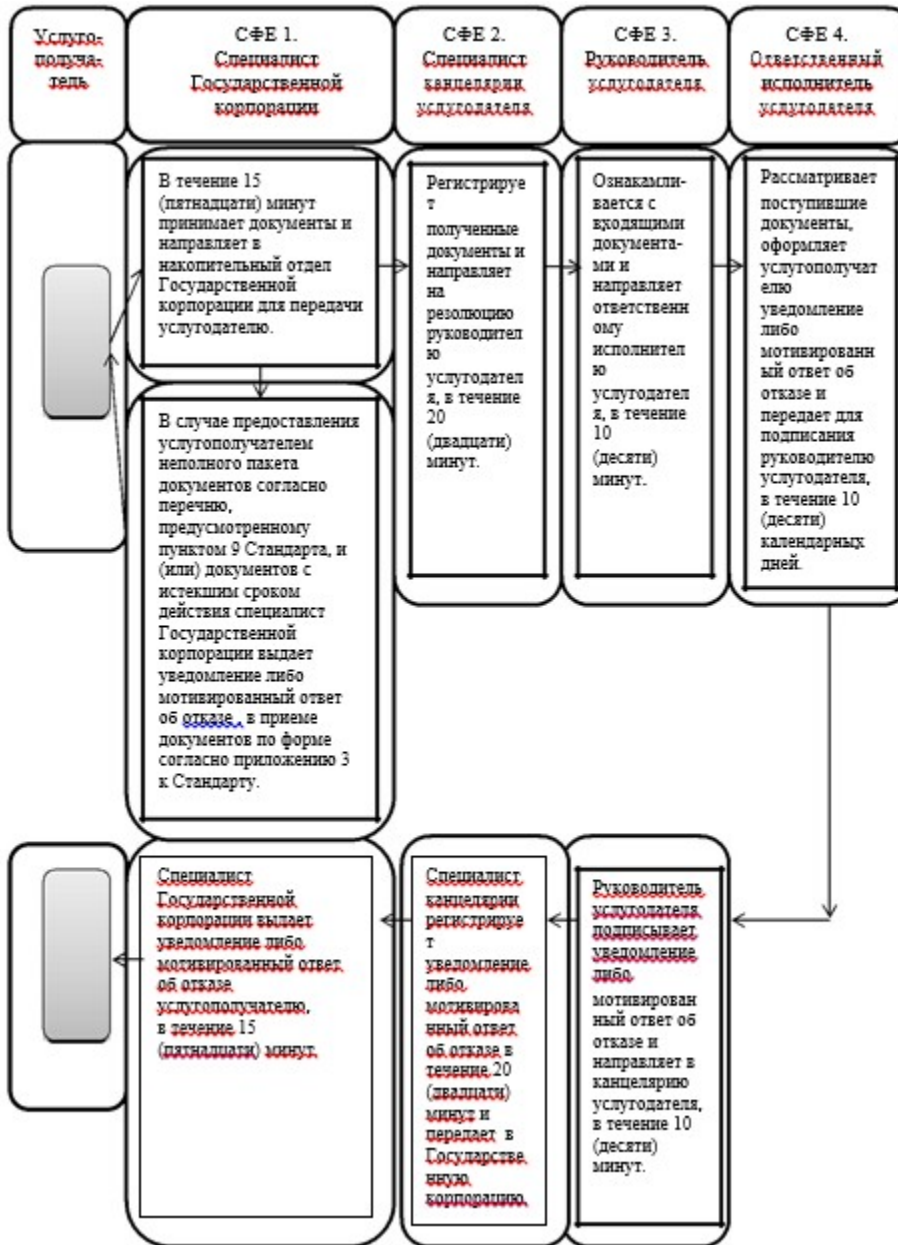 Услуго-
получа-
тель
СФЕ 1.
Специалист
Государственной
корпорации
СФЕ 2.
Специалист
канцелярии
услугодателя
СФЕ 3.
Руководитель
услугодателя
СФЕ 4.
Ответственный
исполнитель
услугодателя
В течение 15
(пятнадцати) минут
принимает документы и
направляет в
накопительный отдел
Государственной
корпорации для передачи
услугодателю.
Регистрируе
т
полученные
документы и
направляет
на
резолюцию
руководител
ю
услугодател
я, в течение
20
(двадцати)
минут.
Ознакамли-
вается с
входящими
документа-
ми и
направляет
ответственн
ому
исполнител
ю
услугодател
я, в течение
10
(десяти)
минут.
Рассматривает
поступившие
документы,
оформляет
услугополучат
елю
уведомление
либо
мотивированн
ый ответ об
отказе и
передает для
подписания
руководителю
услугодателя,
в течение 10
(десяти)
календарных
дней.
В случае предоставления
услугополучателем
неполного пакета
документов согласно
перечню,
предусмотренному
пунктом 9 Стандарта, и
(или) документов с
истекшим сроком
действия специалист
Государственной
корпорации выдает
уведомление либо
мотивированный ответ
об отказе , в приеме
документов по форме
согласно приложению 3
к Стандарту.
Специалист
Государственной
корпорации выдает
уведомление либо
мотивированный ответ
об отказе
услугополучателю,
в течение 15
(пятнадцати) минут
Специалист
канцелярии
регистрируе
т
уведомление
либо
мотивирова
нный ответ
об отказе в
течение 20
(двадцати)
минут и
передает в
Государстве
нную
корпорацию
Руководитель
услугодателя
подписывает
уведомление
либо
мотивирован
ный ответ об
отказе и
направляет в
канцелярию
услугодателя,
в течение 10
(десяти)
минут.